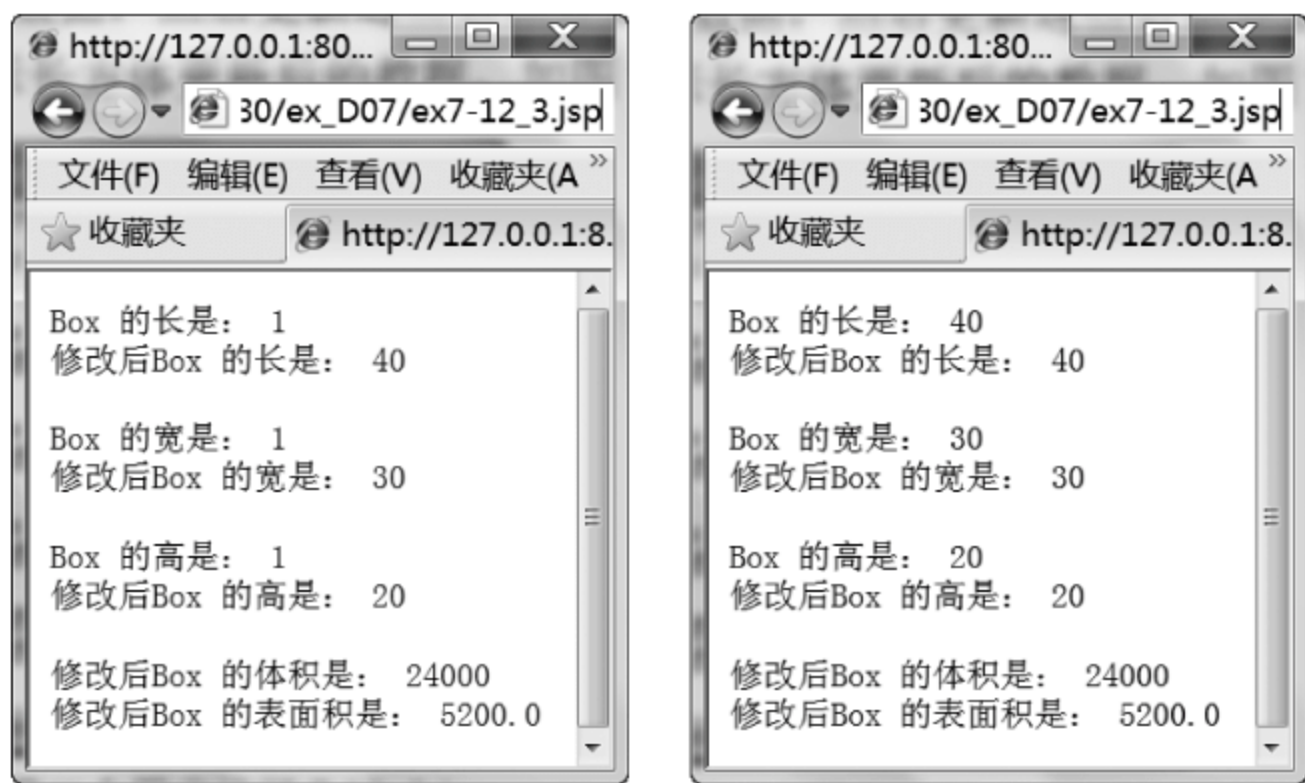 http://127.0.0.1:80...
30/ex_D07/ex7-12_3.jsp
文件(F) 编辑(E) 查看(V) 收藏夹(A »
收藏夹 http://127.0.0.1:8.
Box 的长是: 1
修改后Box 的长是: 40
Box 的宽是: 1
修改后Box 的宽是: 30
Box 的高是: 1
修改后Box 的高是: 20
修改后Box 的体积是: 24000
修改后Box 的表面积是: 5200.0
http://127.0.0.1:80...
30/ex_D07/ex7-12_3.jsp
文件(F) 编辑(E) 查看(V) 收藏夹(A »
收藏夹 http://127.0.0.1:8.
Box 的长是: 40
修改后Box 的长是: 40
Box 的宽是: 30
修改后Box 的宽是: 30
Box 的高是: 20
修改后Box 的高是: 20
修改后Box 的体积是: 24000
修改后Box 的表面积是: 5200.0